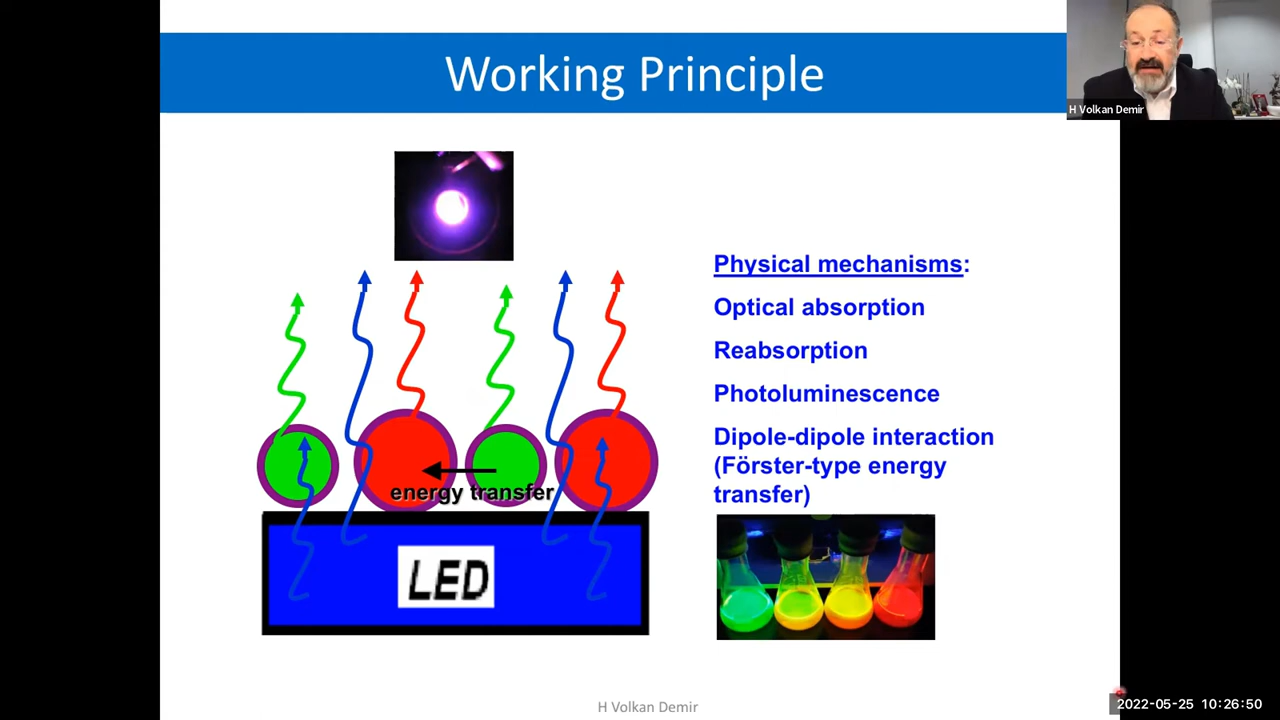 Working Principle
H Volkan Demir
Physical mechanisms:
Optical absorption
Reabsorption
Photoluminescence
Dipole-dipole interaction
(Förster-type energy
transfer)
energy transfer
LED
H Volkan Demir
2022-05-25 10:26:50